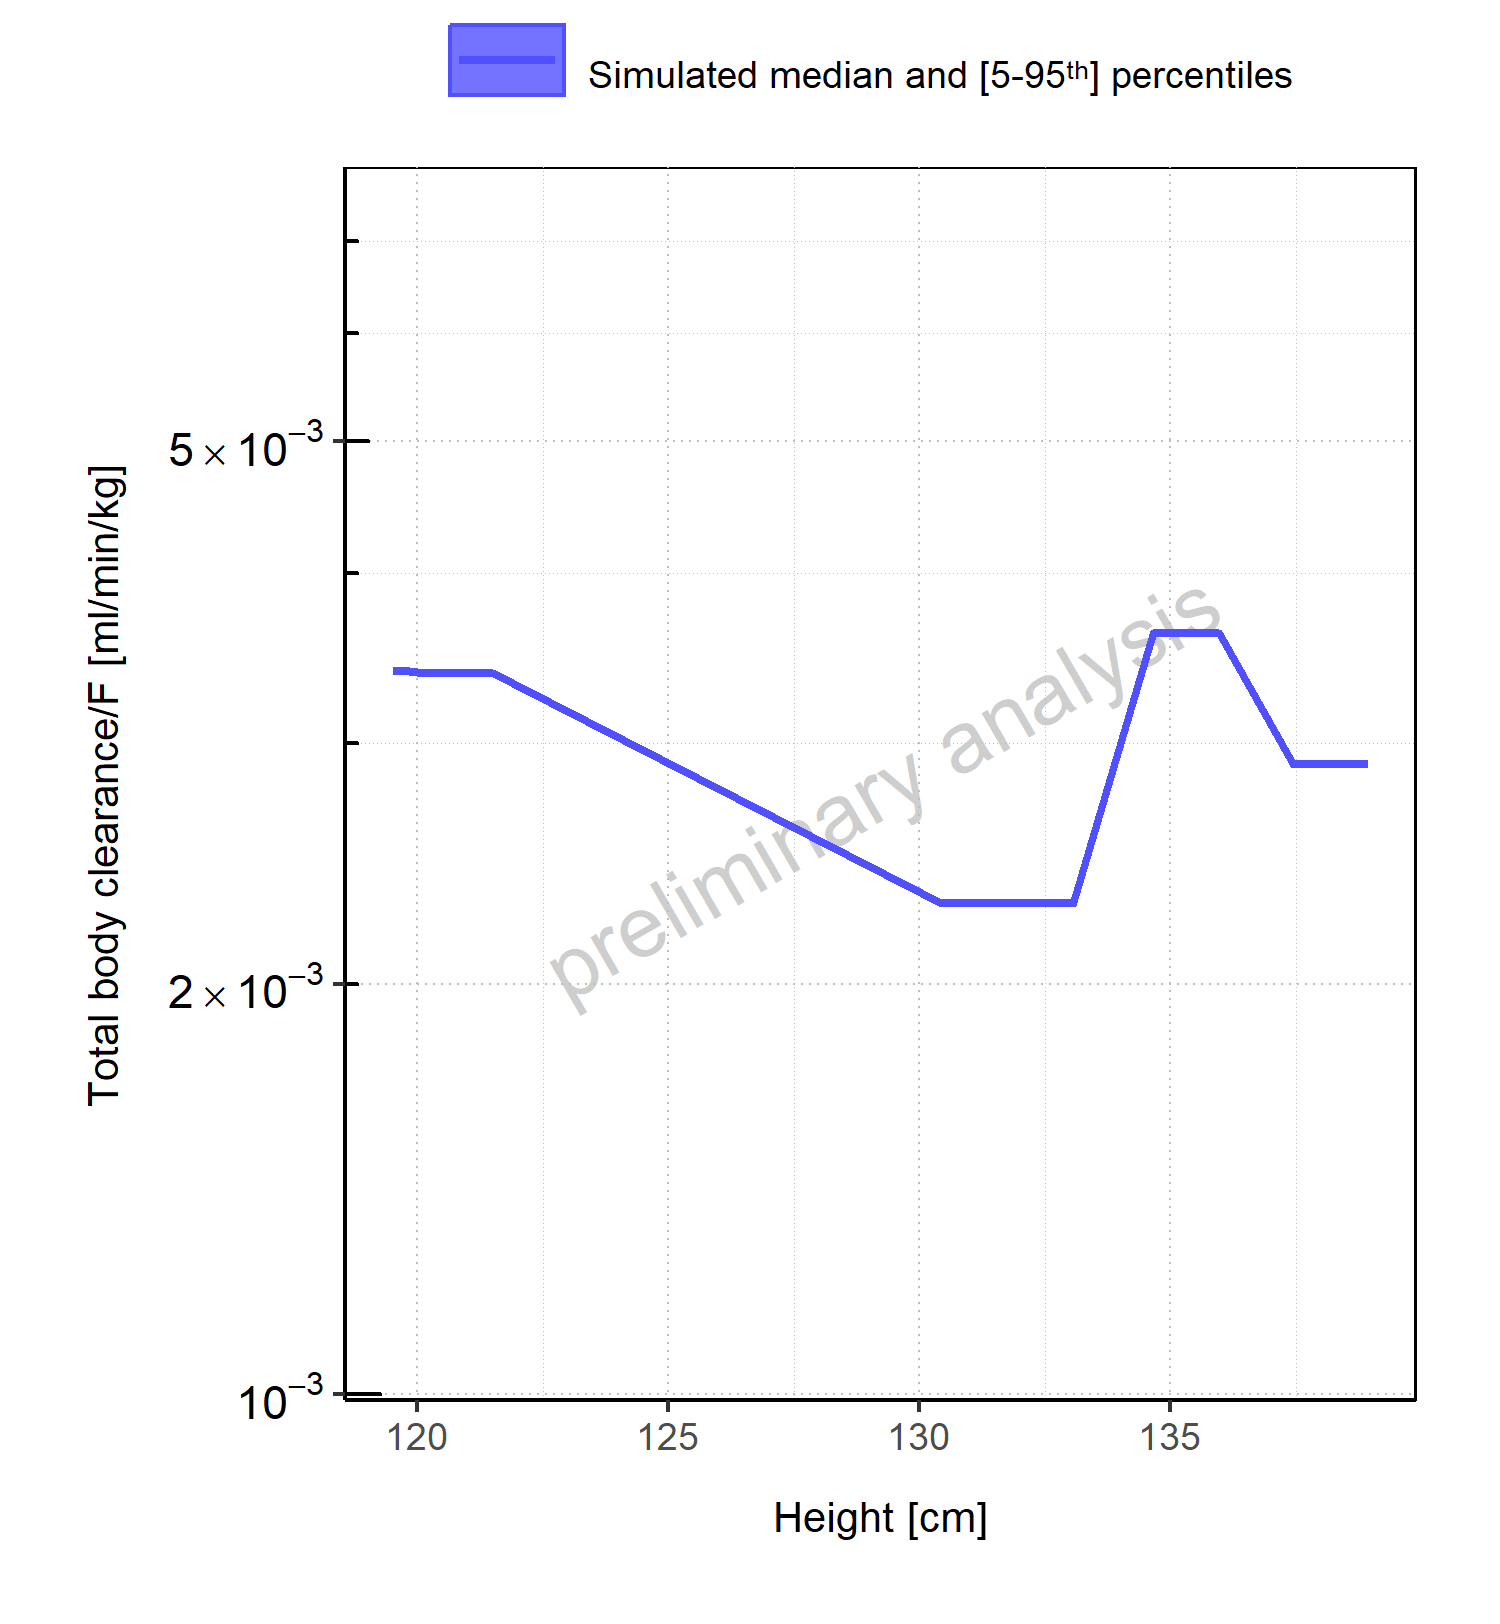 Simulated median and [5-95th] percentiles
5 × 10⁻³
2 × 10⁻³
10⁻³
Total body clearance/F [ml/min/kg]
preliminary analysis
120 125 130 135
Height [cm]